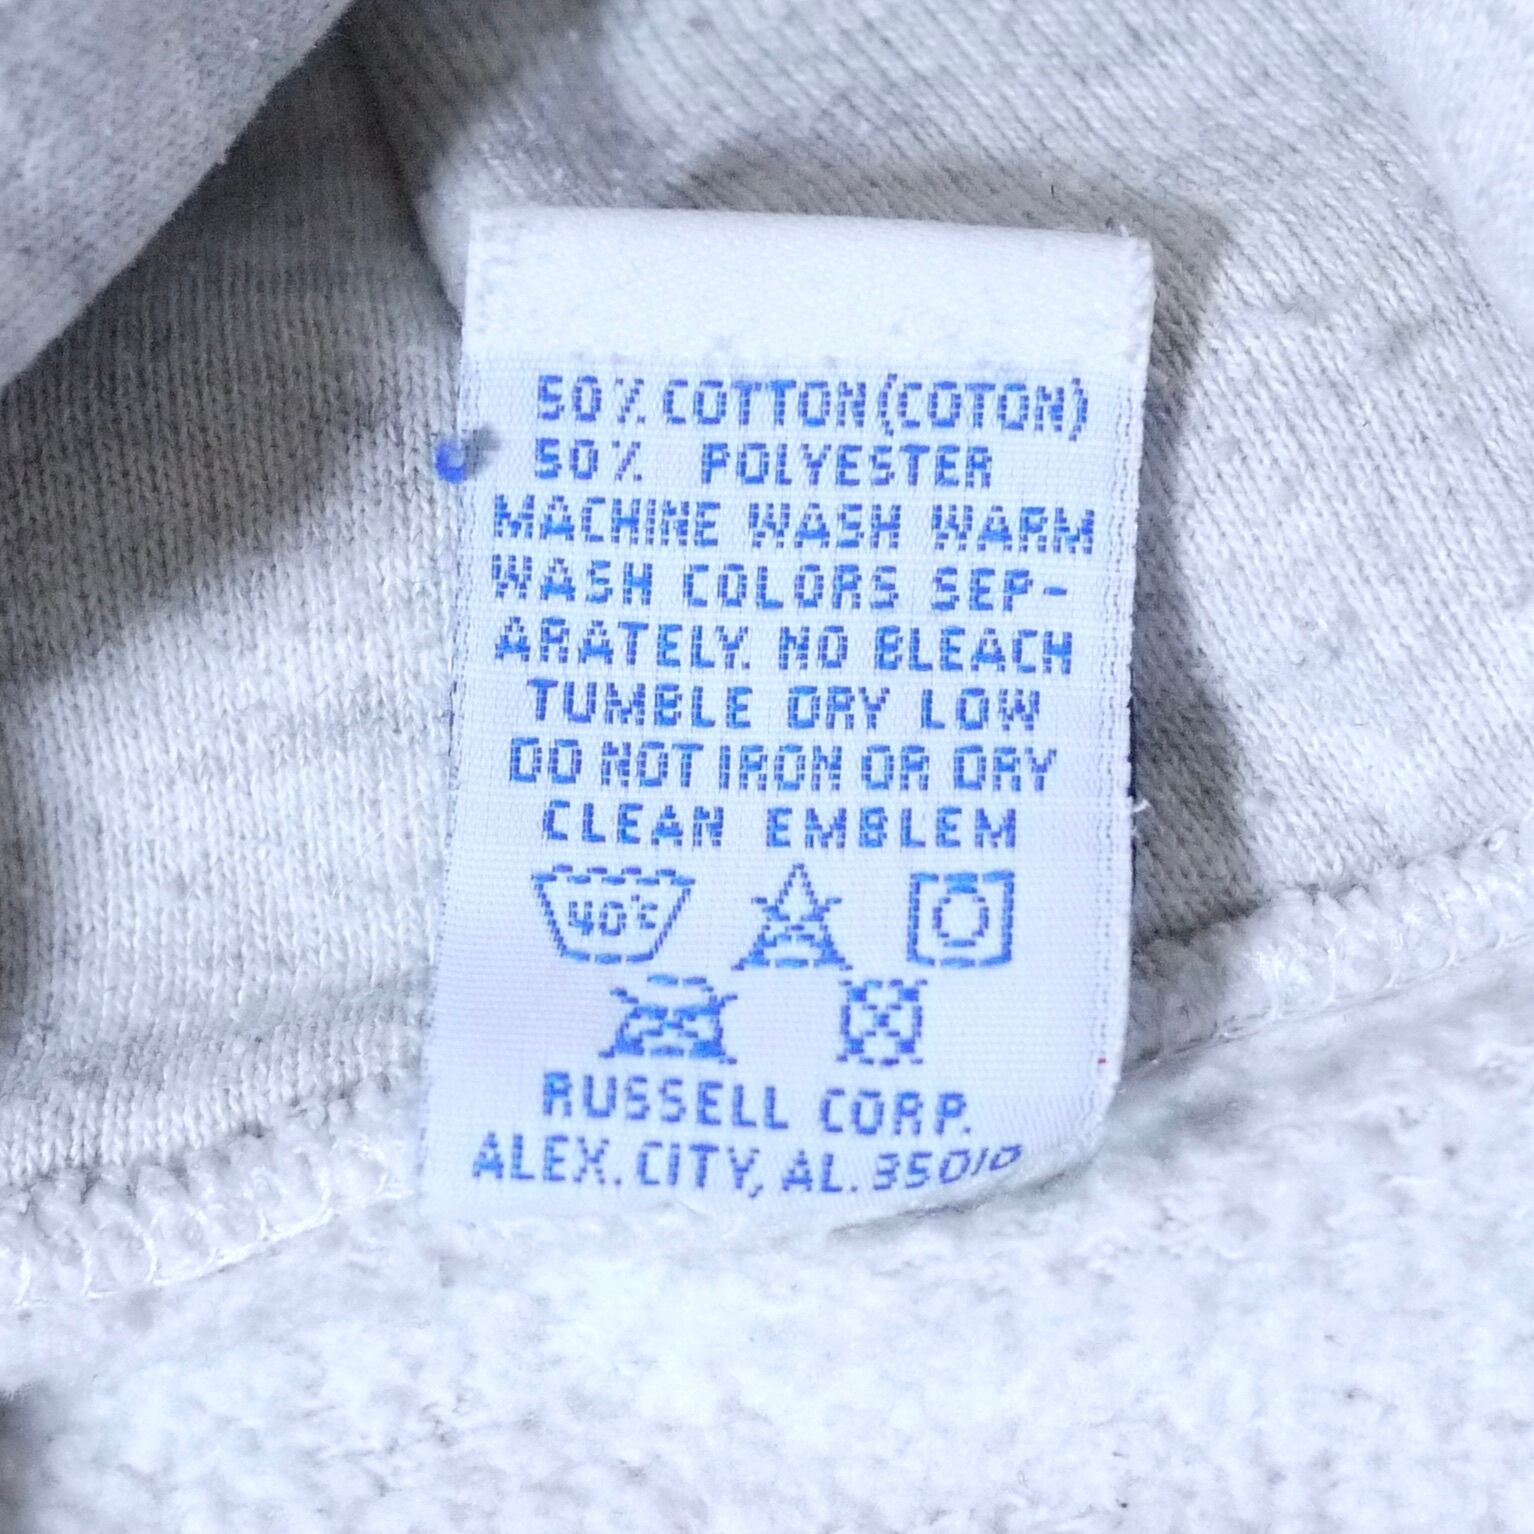 50% COTTON (COTON)
50% POLYESTER
MACHINE WASH WARM
WASH COLORS SEP-
ARATELY. NO BLEACH
TUMBLE DRY LOW
DO NOT IRON OR DRY
CLEAN EMBLEM
40°C
RUSSELL CORP.
ALEX. CITY, AL. 35010